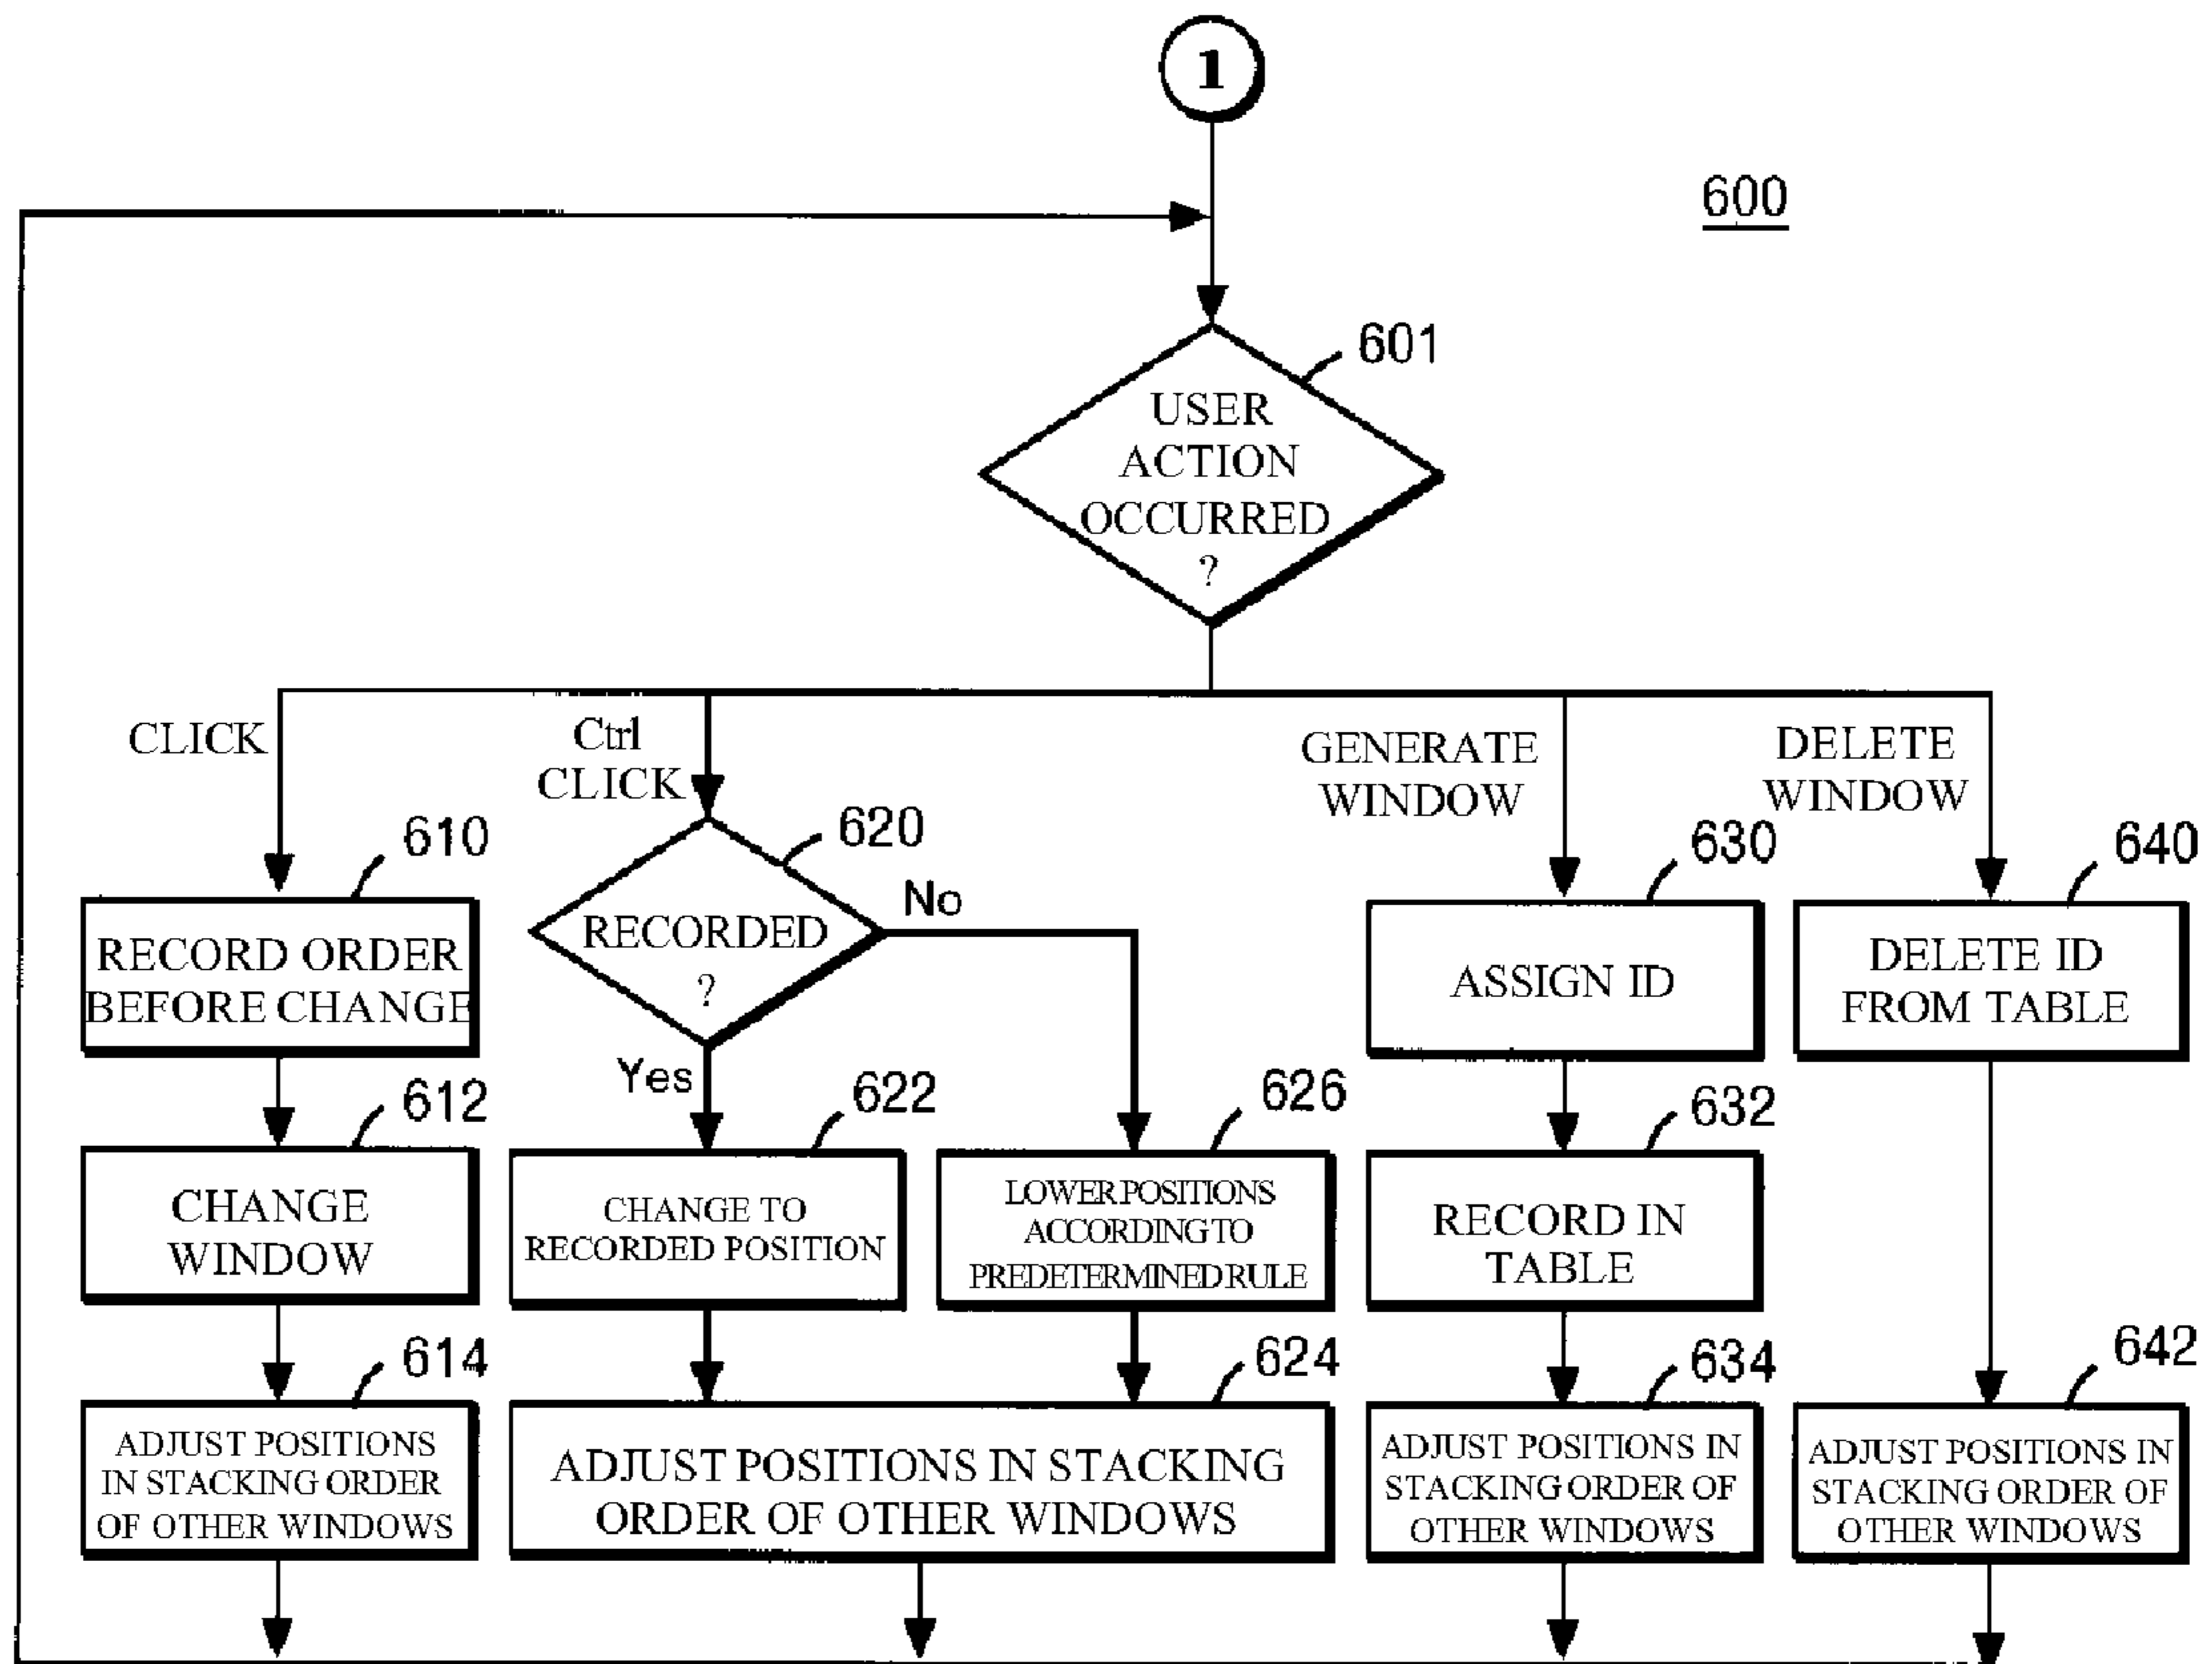 1
600
601
USER
ACTION
OCCURRED
?
CLICK
Ctrl
CLICK
GENERATE
WINDOW
DELETE
WINDOW
610
RECORD ORDER
BEFORE CHANGE
620
RECORDED
?
No
Yes
630
ASSIGN ID
640
DELETE ID
FROM TABLE
612
CHANGE
WINDOW
622
CHANGE TO
RECORDED POSITION
626
LOWER POSITIONS
ACCORDING TO
PREDETERMINED RULE
632
RECORD IN
TABLE
614
ADJUST POSITIONS
IN STACKING ORDER
OF OTHER WINDOWS
624
ADJUST POSITIONS IN STACKING
ORDER OF OTHER WINDOWS
634
ADJUST POSITIONS IN
STACKING ORDER OF
OTHER WINDOWS
642
ADJUST POSITIONS IN
STACKING ORDER OF
OTHER WINDOWS